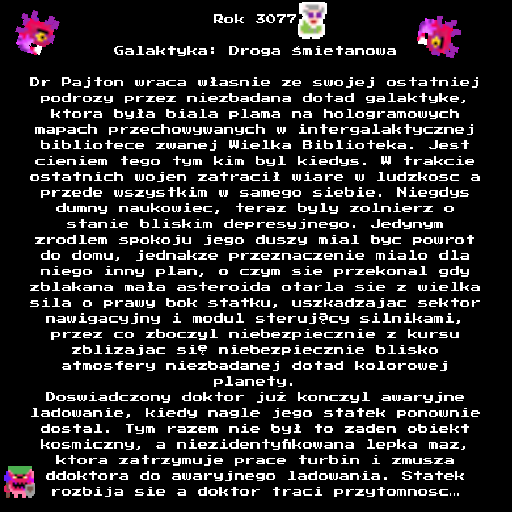 Rok 3077
Galaktyka: Droga śmietanowa
Dr Pajton wraca własnie ze swojej ostatniej
podrozy przez niezbadana dotad galaktyke,
ktora była biala plama na hologramowych
mapach przechowywanych w intergalaktycznej
bibliotece zwanej Wielka Biblioteka. Jest
cieniem tego tym kim byl kiedys. W trakcie
ostatnich wojen zatracił wiare w ludzkosc a
przede wszystkim w samego siebie. Niegdys
dumny naukowiec, teraz byly zolnierz o
stanie bliskim depresyjnego. Jedynym
zrodlem spokoju jego duszy mial byc powrot
do domu, jednakze przeznaczenie mialo dla
niego inny plan, o czym sie przekonal gdy
zblakana mała asteroida otarla sie z wielka
sila o prawy bok statku, uszkadzajac sektor
nawigacyjny i modul steruj?cy silnikami,
przez co zboczyl niebezpiecznie z kursu
zblizajac si? niebezpiecznie blisko
atmosfery niezbadanej dotad kolorowej
planety.
Doswiadczony doktor już konczyl awaryjne
ladowanie, kiedy nagle jego statek ponownie
dostal. Tym razem nie był to zaden obiekt
kosmiczny, a niezidentyfikowana lepka maz,
ktora zatrzymuje prace turbin i zmusza
ddoktora do awaryjnego ladowania. Statek
rozbija sie a doktor traci przytomnosc…